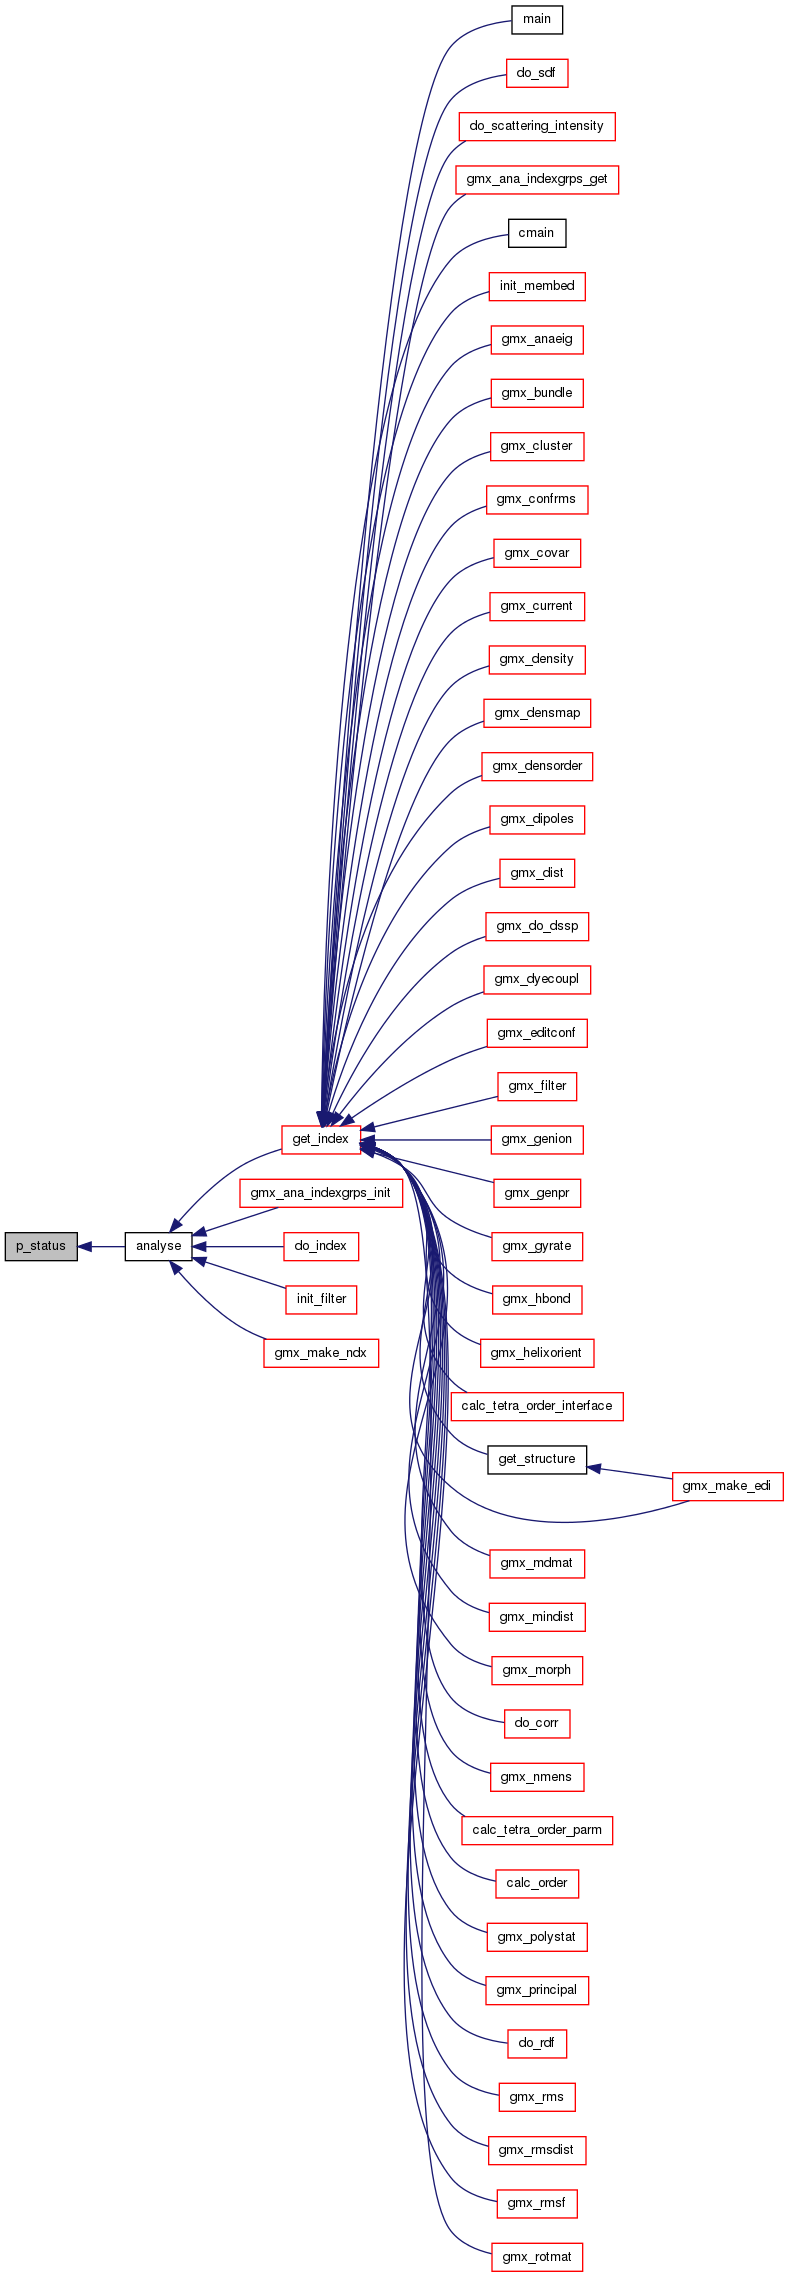 main
do_sdf
do_scattering_intensity
gmx_ana_indexgrps_get
cmain
init_membed
gmx_anaeig
gmx_bundle
gmx_cluster
gmx_confrms
gmx_covar
gmx_current
gmx_density
gmx_densmap
gmx_densorder
gmx_dipoles
gmx_dist
gmx_do_dssp
gmx_dyecoupl
gmx_editconf
gmx_filter
get_index
gmx_genion
gmx_ana_indexgrps_init
gmx_genpr
p_status
analyse
do_index
gmx_gyrate
init_filter
gmx_hbond
gmx_make_ndx
gmx_helixorient
calc_tetra_order_interface
get_structure
gmx_make_edi
gmx_mdmat
gmx_mindist
gmx_morph
do_corr
gmx_nmens
calc_tetra_order_parm
calc_order
gmx_polystat
gmx_principal
do_rdf
gmx_rms
gmx_rmsdist
gmx_rmsf
gmx_rotmat